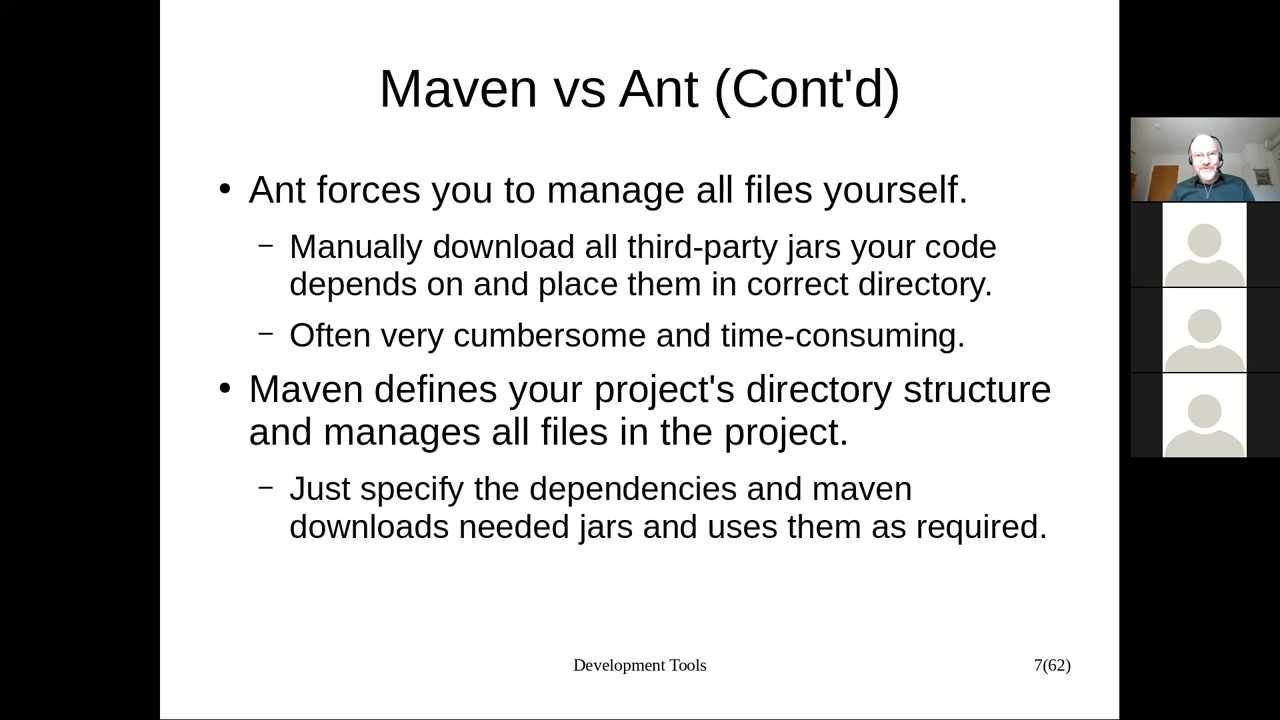 Maven vs Ant (Cont'd)
• Ant forces you to manage all files yourself.
– Manually download all third-party jars your code
depends on and place them in correct directory.
– Often very cumbersome and time-consuming.
• Maven defines your project's directory structure
and manages all files in the project.
– Just specify the dependencies and maven
downloads needed jars and uses them as required.
Development Tools
7(62)